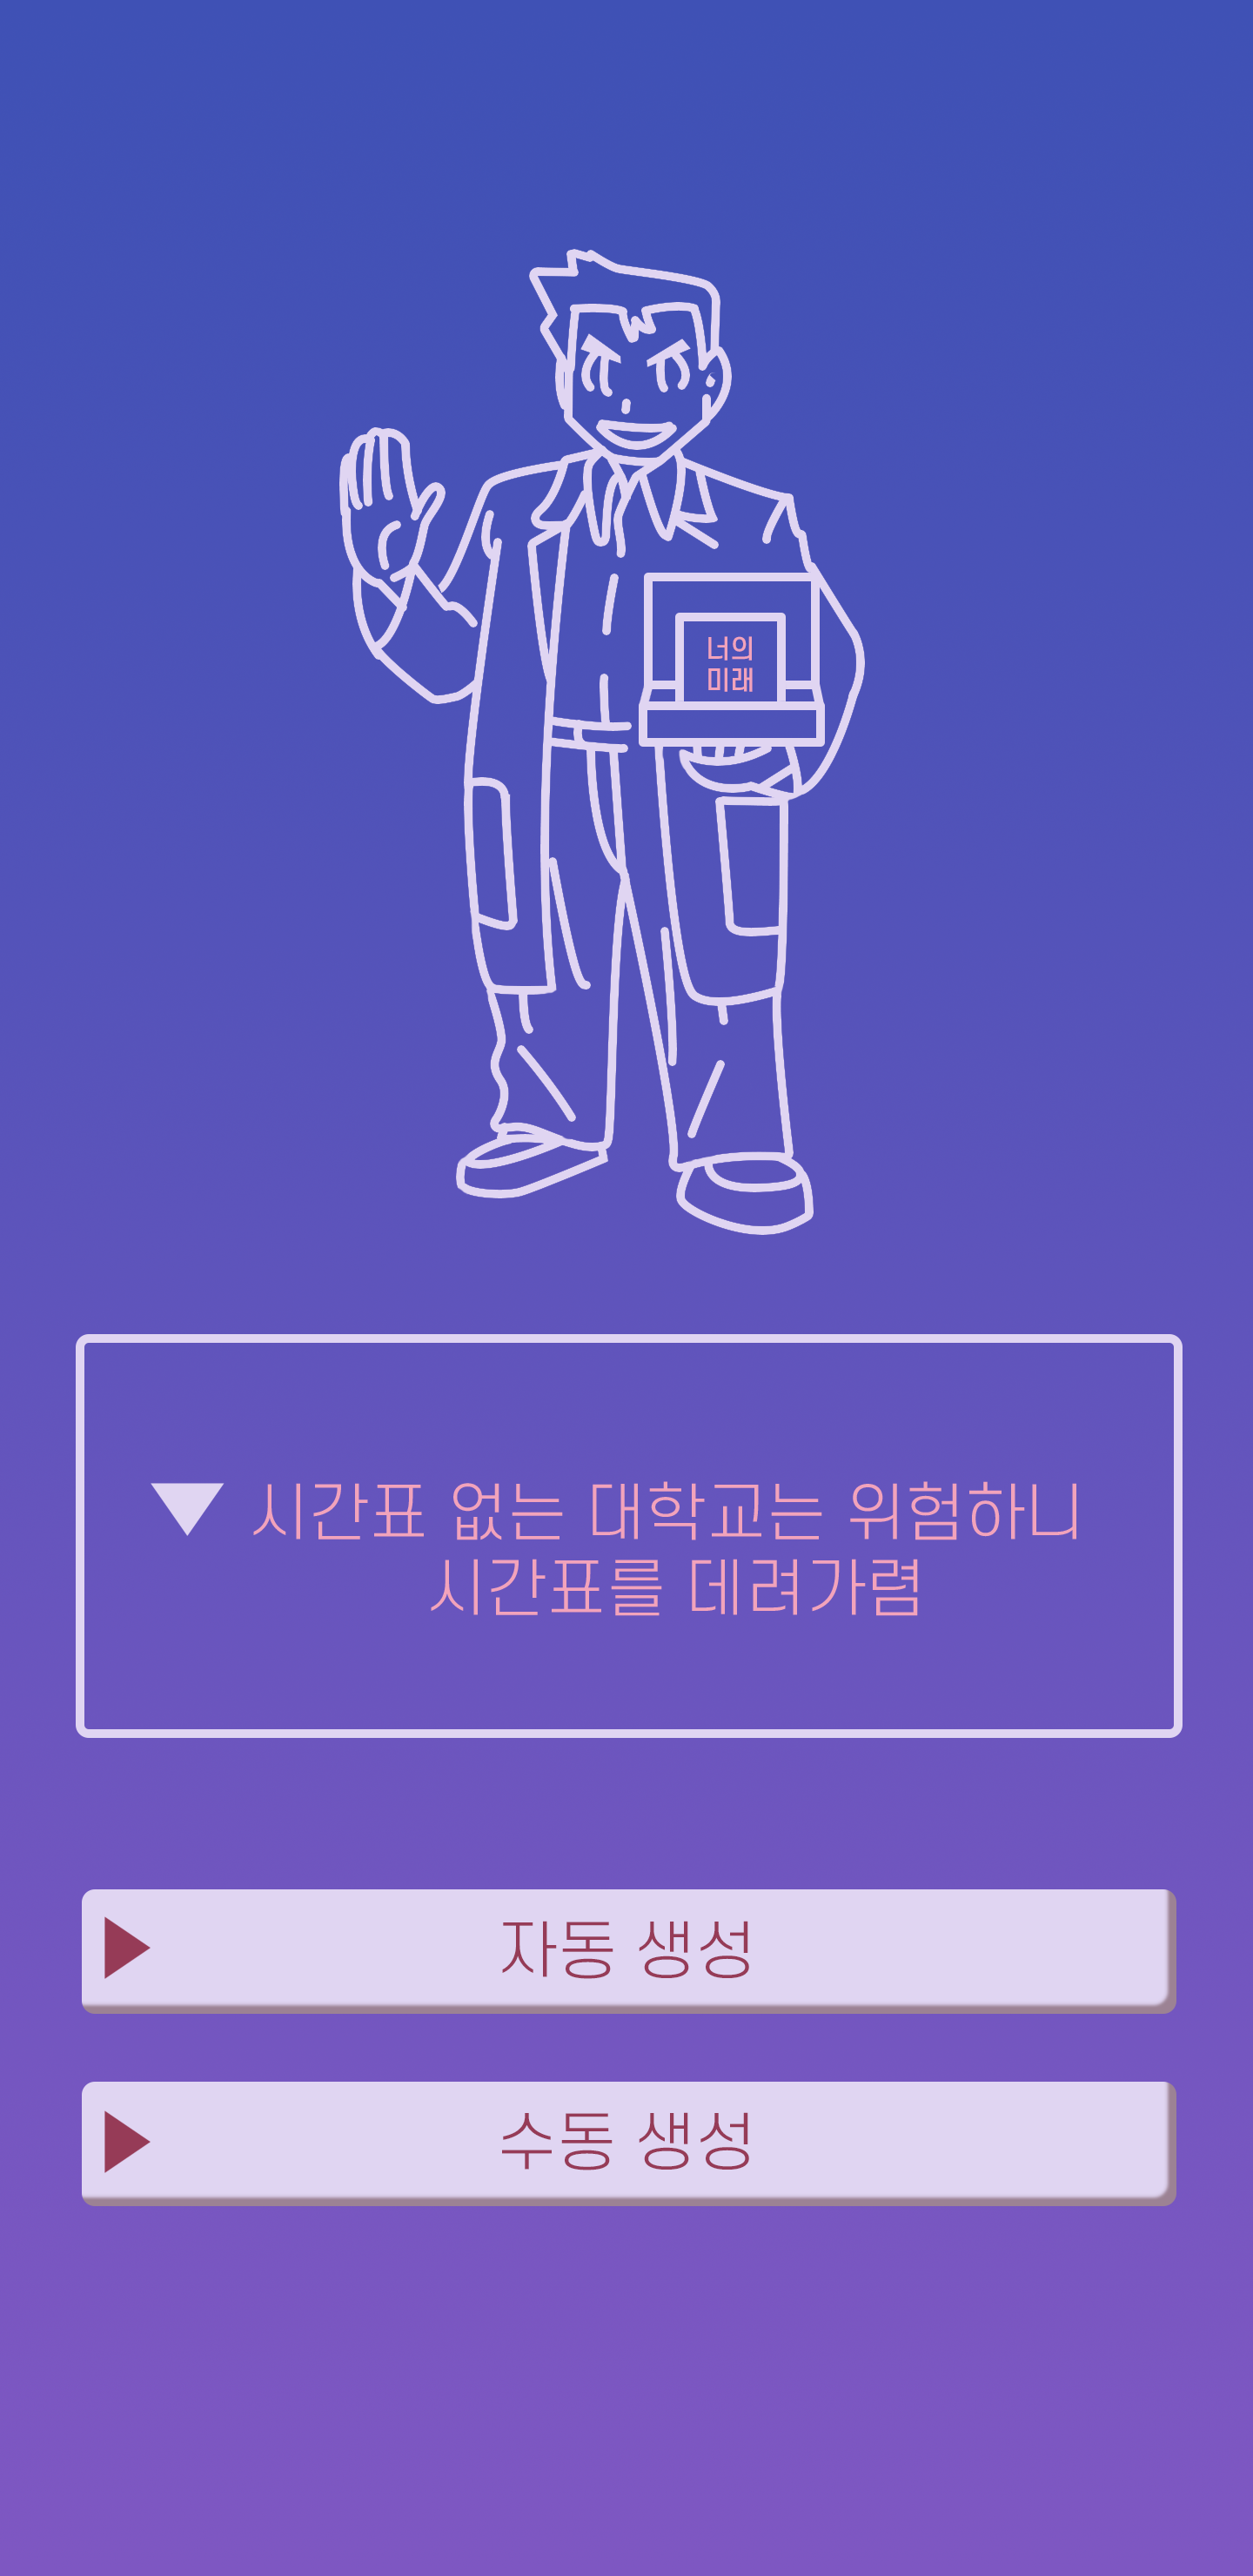 너의
미래
시간표 없는 대학교는 위험하니
시간표를 데려가렴
자동 생성
수동 생성